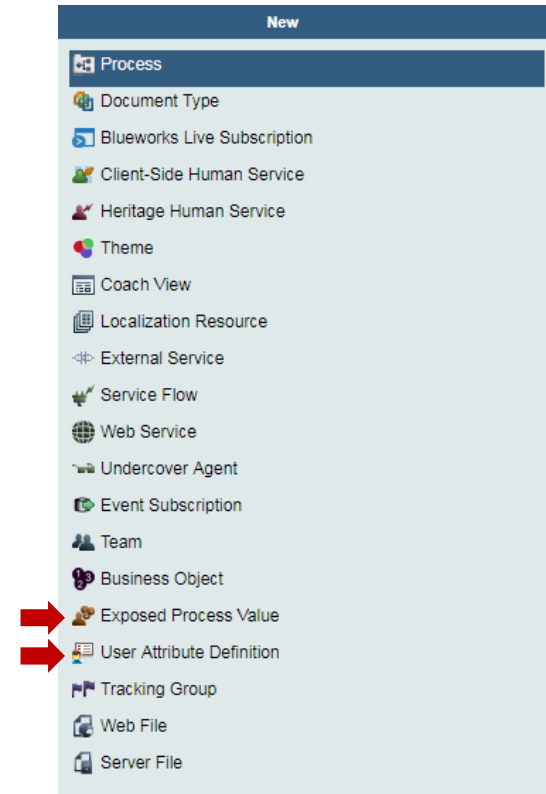 New
Process
Document Type
Blueworks Live Subscription
Client-Side Human Service
Heritage Human Service
Theme
Coach View
Localization Resource
External Service
Service Flow
Web Service
Undercover Agent
Event Subscription
Team
Business Object
Exposed Process Value
User Attribute Definition
Tracking Group
Web File
Server File